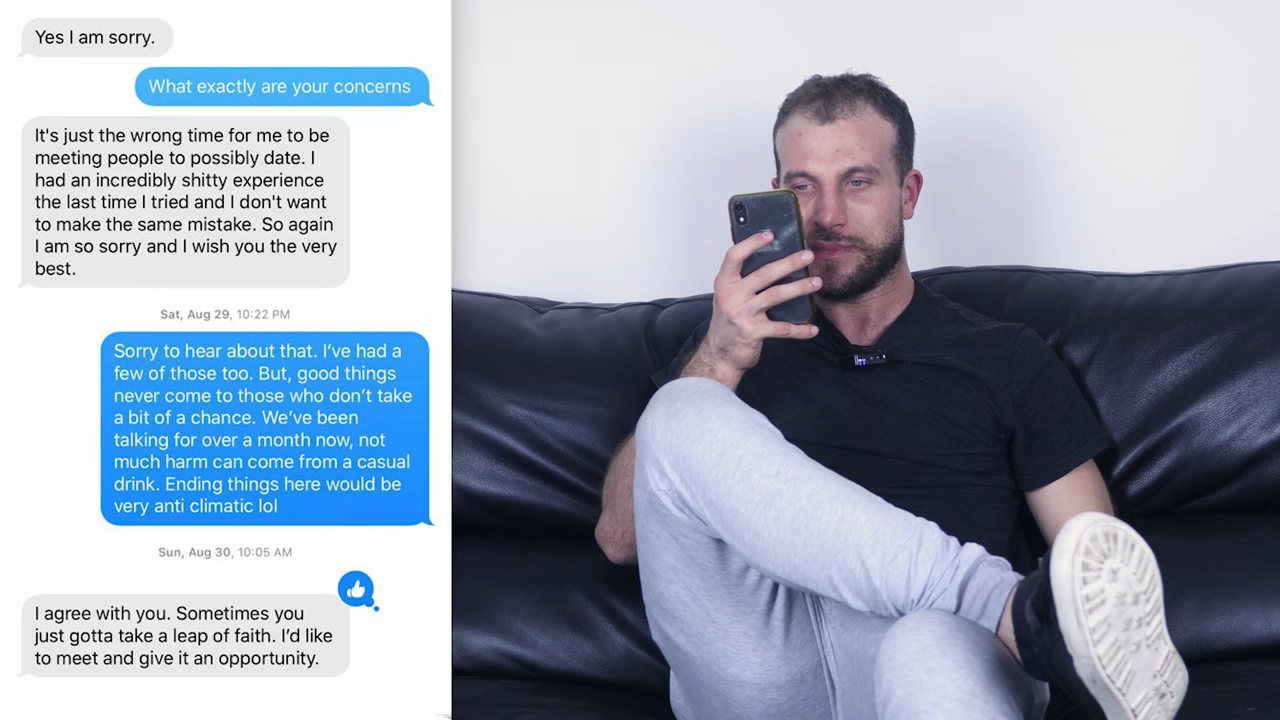 Yes I am sorry.
What exactly are your concerns
It's just the wrong time for me to be
meeting people to possibly date. I
had an incredibly shitty experience
the last time I tried and I don't want
to make the same mistake. So again
I am so sorry and I wish you the very
best.
Sat, Aug 29, 10:22 PM
Sorry to hear about that. I’ve had a
few of those too. But, good things
never come to those who don’t take
a bit of a chance. We’ve been
talking for over a month now, not
much harm can come from a casual
drink. Ending things here would be
very anti climatic lol
Sun, Aug 30, 10:05 AM
I agree with you. Sometimes you
just gotta take a leap of faith. I’d like
to meet and give it an opportunity.